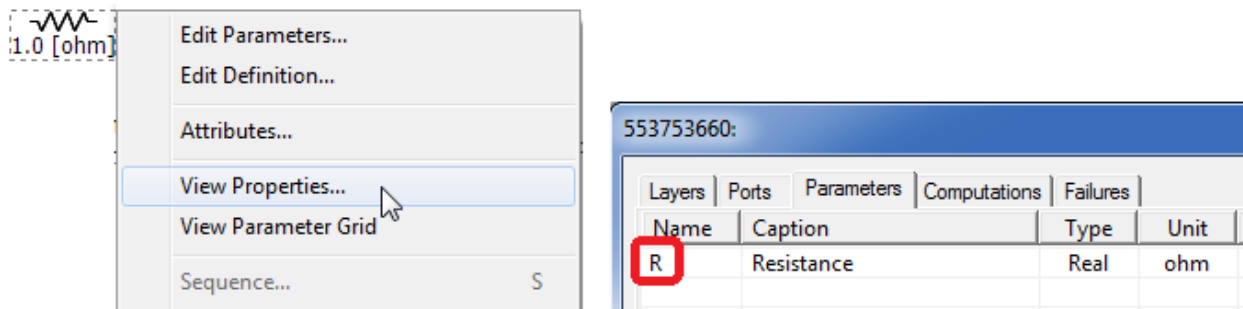 1.0 [ohm]
Edit Parameters...
Edit Definition...
Attributes...
View Properties...
View Parameter Grid
Sequence... S
553753660:
Layers Ports Parameters Computations Failures
Name Caption Type Unit
R Resistance Real ohm